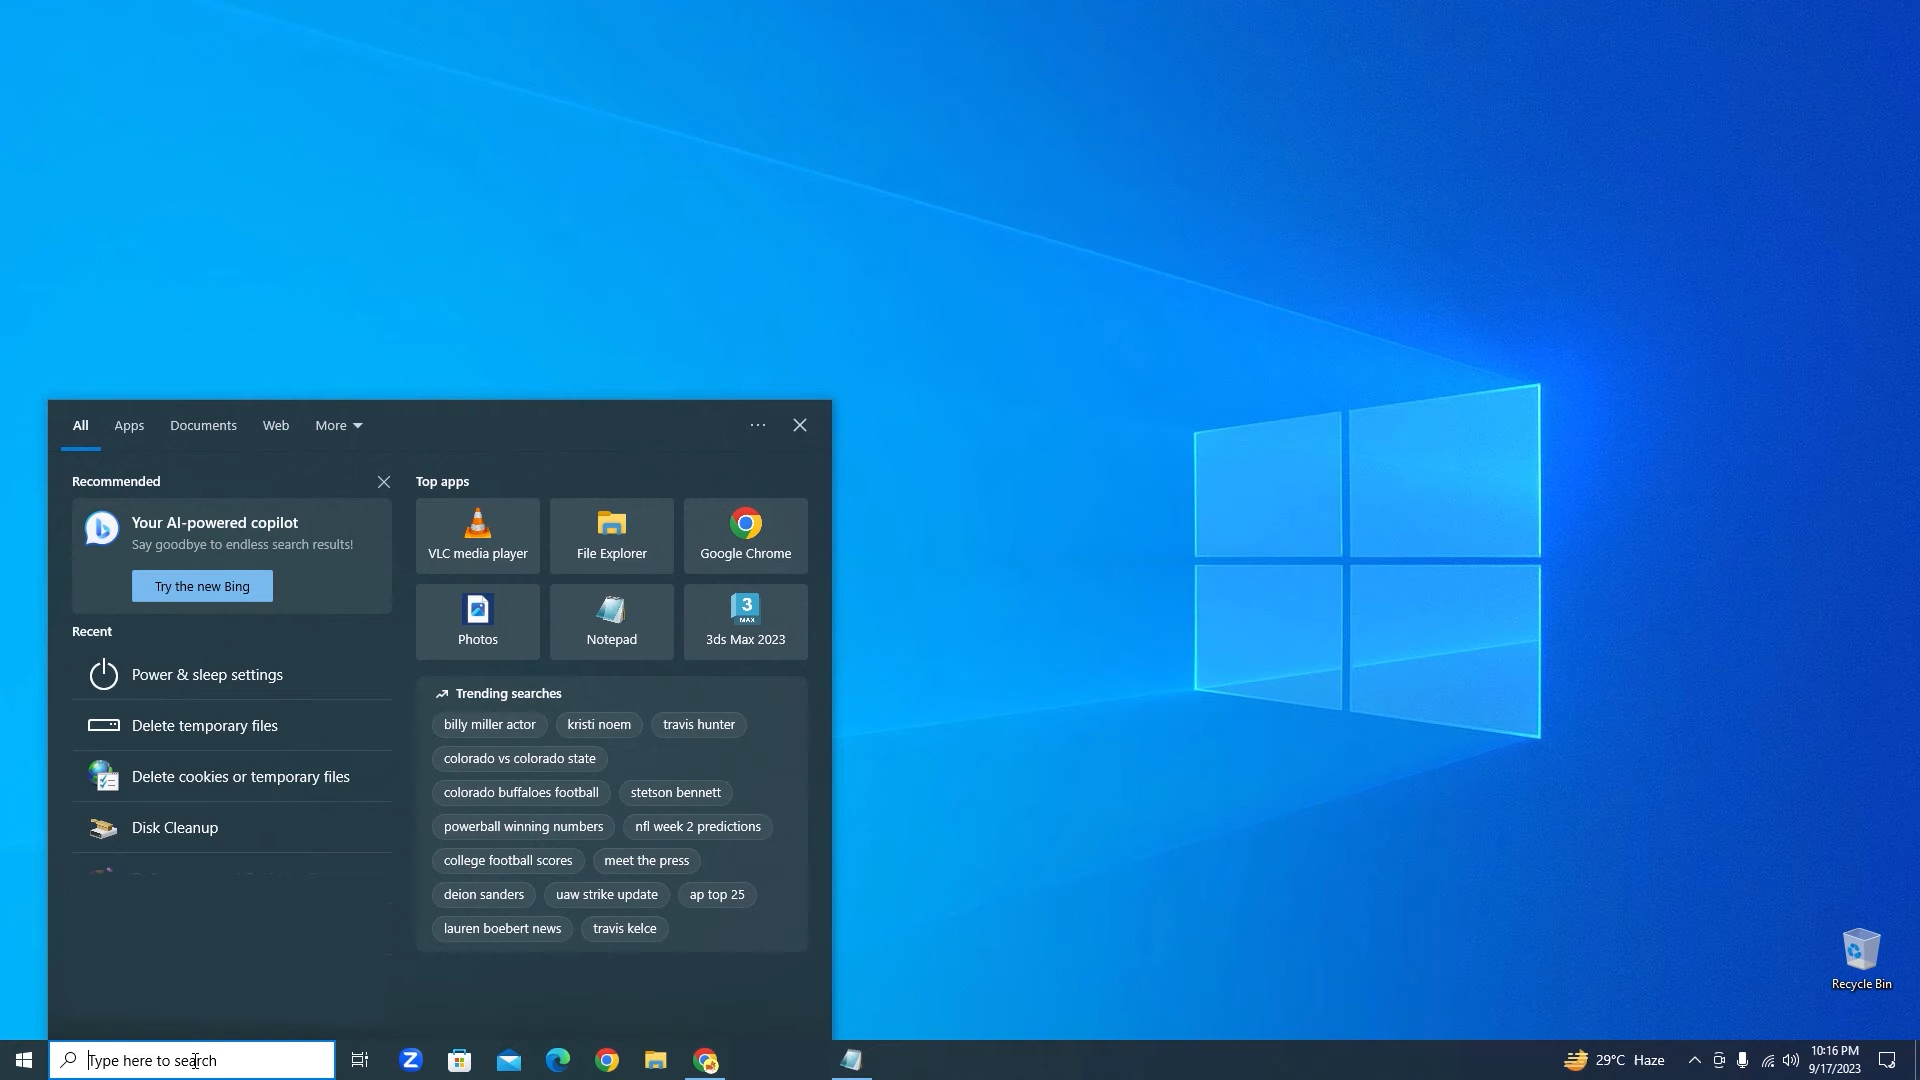 All Apps Documents Web More
Recommended
Your AI-powered copilot
Say goodbye to endless search results!
Try the new Bing
Recent
Power & sleep settings
Delete temporary files
Delete cookies or temporary files
Disk Cleanup
Top apps
VLC media player File Explorer Google Chrome
Photos Notepad 3ds Max 2023
Trending searches
billy miller actor kristi noem travis hunter
colorado vs colorado state
colorado buffaloes football stetson bennett
powerball winning numbers nfl week 2 predictions
college football scores meet the press
deion sanders uaw strike update ap top 25
lauren boebert news travis kelce
Recycle Bin
Type here to search
29°C Haze
10:16 PM
9/17/2023